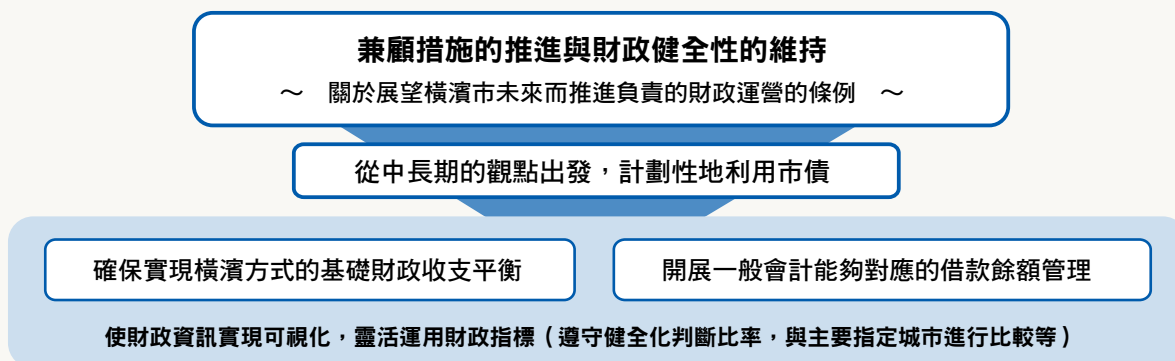 兼顧措施的推進與財政健全性的維持
～　關於展望橫濱市未來而推進負責的財政運營的條例　～
從中長期的觀點出發，計劃性地利用市債
確保實現橫濱方式的基礎財政收支平衡
開展一般會計能夠對應的借款餘額管理
使財政資訊實現可視化，靈活運用財政指標（遵守健全化判斷比率，與主要指定城市進行比較等）